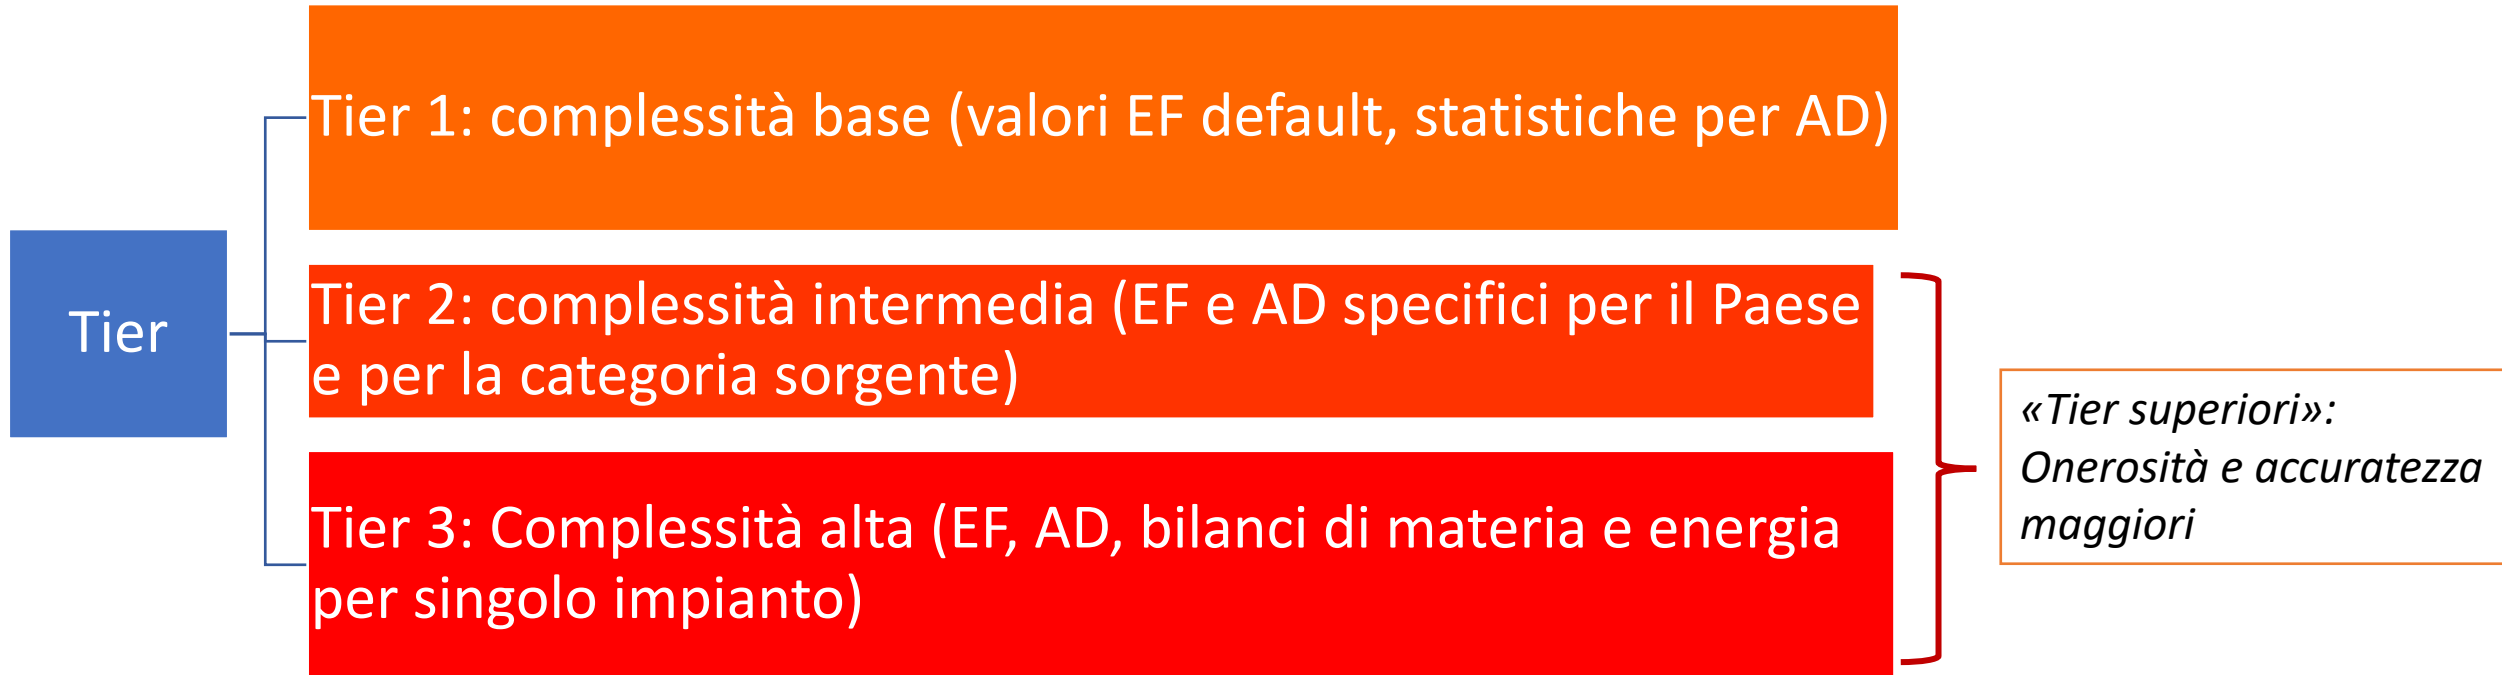 Tier
Tier 1: complessità base (valori EF default, statistiche per AD)
Tier 2: complessità intermedia (EF e AD specifici per il Paese
e per la categoria sorgente)
Tier 3: Complessità alta (EF, AD, bilanci di materia e energia
per singolo impianto)
«Tier superiori»:
Onerosità e accuratezza
maggiori